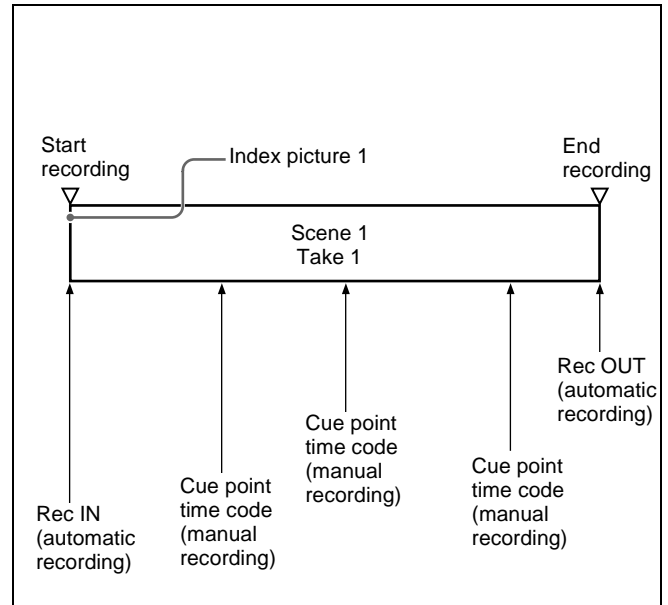 Start
recording
Index picture 1
End
recording
Scene 1
Take 1
Rec IN
(automatic
recording)
Cue point
time code
(manual
recording)
Cue point
time code
(manual
recording)
Cue point
time code
(manual
recording)
Rec OUT
(automatic
recording)